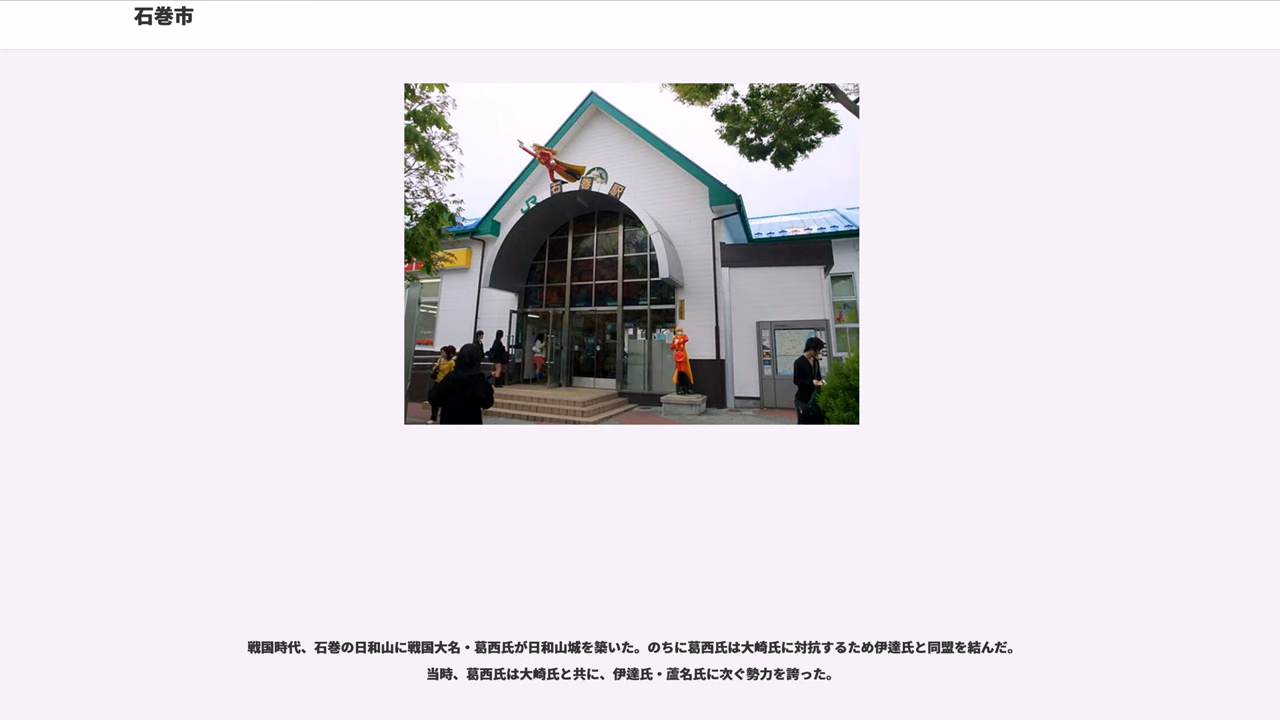 石巻市
JR 石巻駅
戦国時代、石巻の日和山に戦国大名・葛西氏が日和山城を築いた。のちに葛西氏は大崎氏に対抗するため伊達氏と同盟を結んだ。
当時、葛西氏は大崎氏と共に、伊達氏・蘆名氏に次ぐ勢力を誇った。